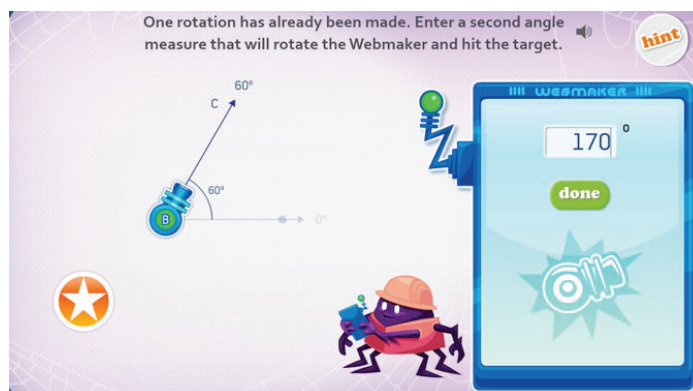 One rotation has already been made. Enter a second angle
measure that will rotate the Webmaker and hit the target.
hint
60°
C
60°
B
0°
WEBMAKER
170°
done